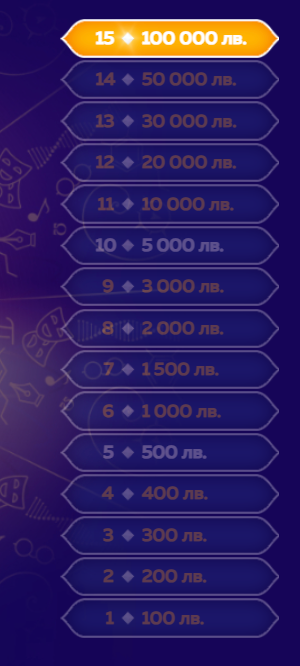 15 ◆ 100 000 лв.
14 ◆ 50 000 лв.
13 ◆ 30 000 лв.
12 ◆ 20 000 лв.
11 ◆ 10 000 лв.
10 ◆ 5 000 лв.
9 ◆ 3 000 лв.
8 ◆ 2 000 лв.
7 ◆ 1 500 лв.
6 ◆ 1 000 лв.
5 ◆ 500 лв.
4 ◆ 400 лв.
3 ◆ 300 лв.
2 ◆ 200 лв.
1 ◆ 100 лв.